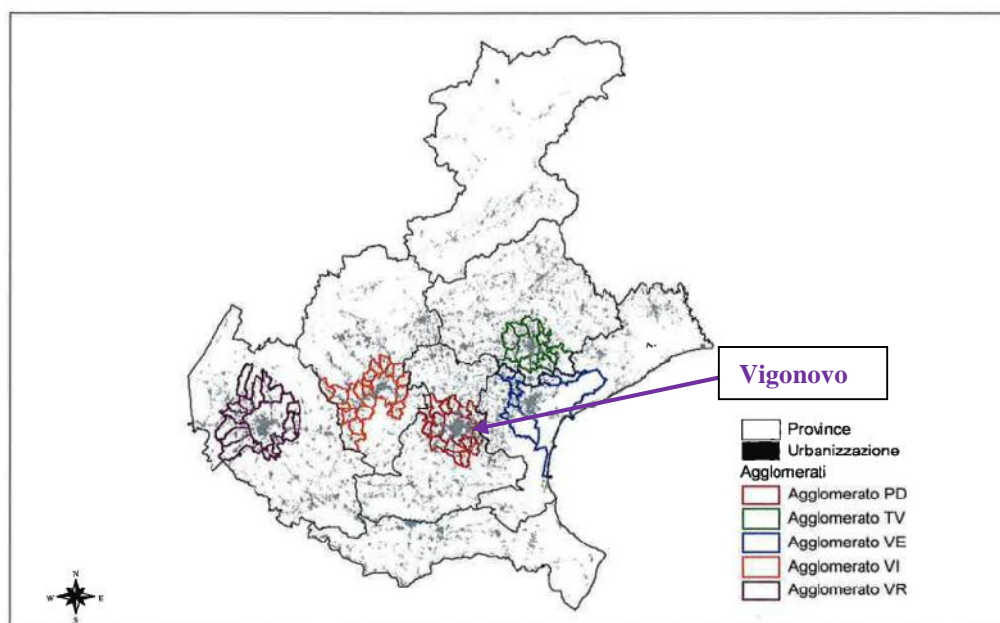 Vigonovo
Province
Urbanizzazione
Agglomerati
Agglomerato PD
Agglomerato TV
Agglomerato VE
Agglomerato VI
Agglomerato VR
N
W E
S